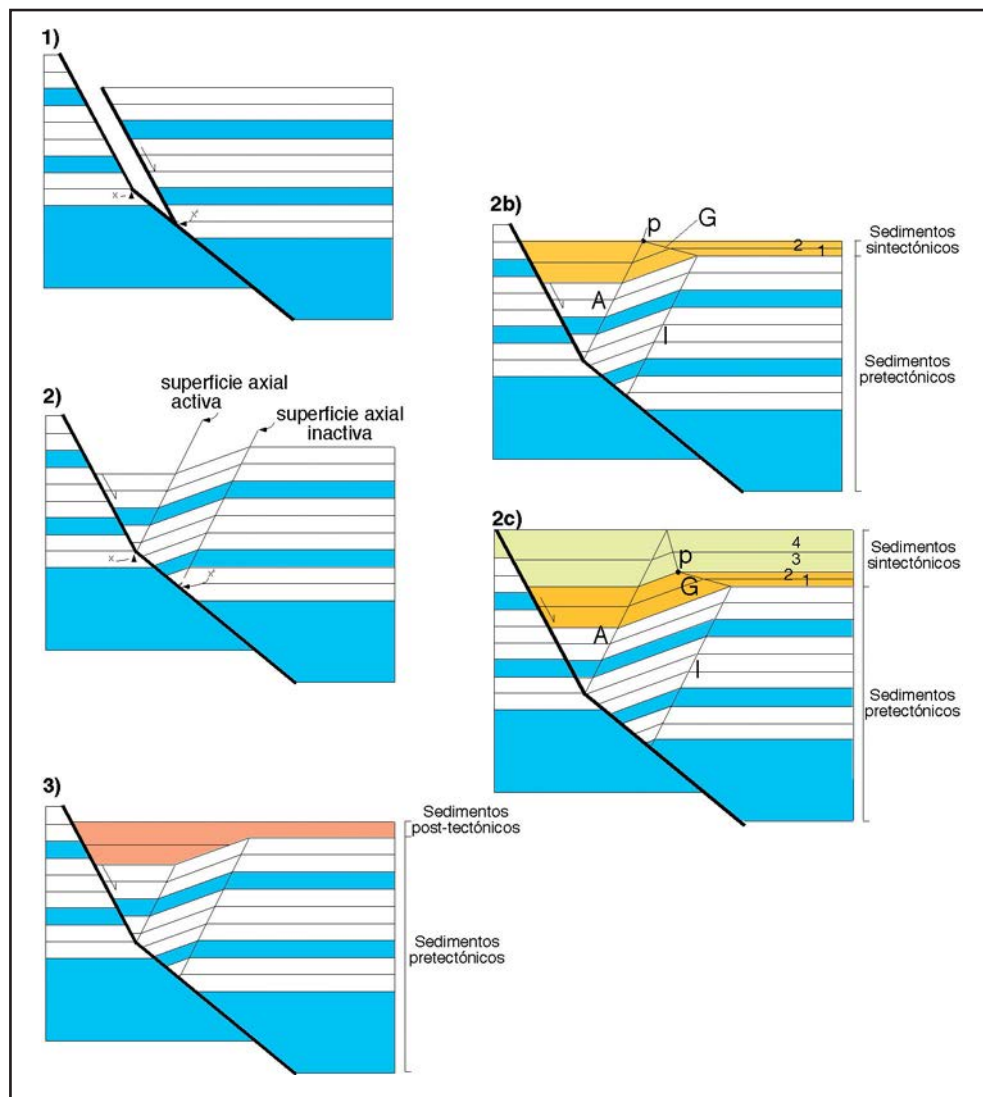 1)
x
x'
2b)
p
G
2
1
A
I
Sedimentos
sintectónicos
Sedimentos
pretectónicos
2)
superficie axial
activa
superficie axial
inactiva
x
x'
2c)
4
3
p
2
1
G
A
I
Sedimentos
sintectónicos
Sedimentos
pretectónicos
3)
Sedimentos
post-tectónicos
Sedimentos
pretectónicos